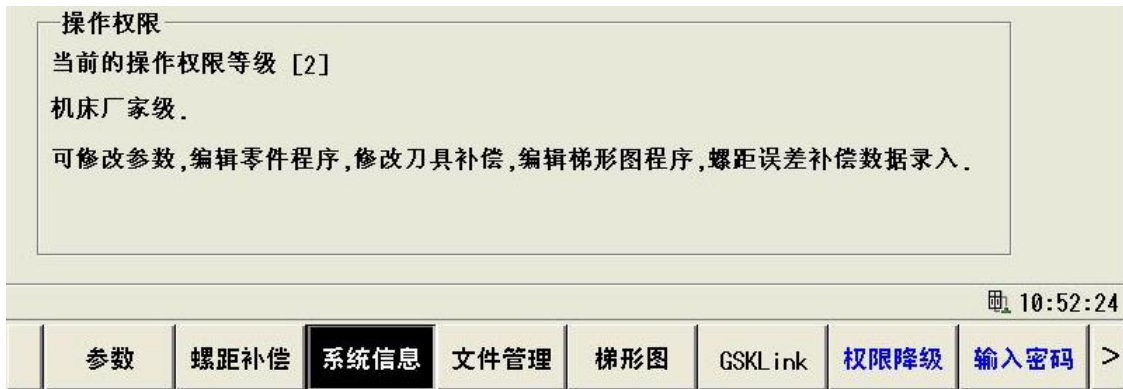 操作权限
当前的操作权限等级 [2]
机床厂家级.
可修改参数,编辑零件程序,修改刀具补偿,编辑梯形图程序,螺距误差补偿数据录入.
10:52:24
参数 螺距补偿 系统信息 文件管理 梯形图 GSKLink 权限降级 输入密码 >